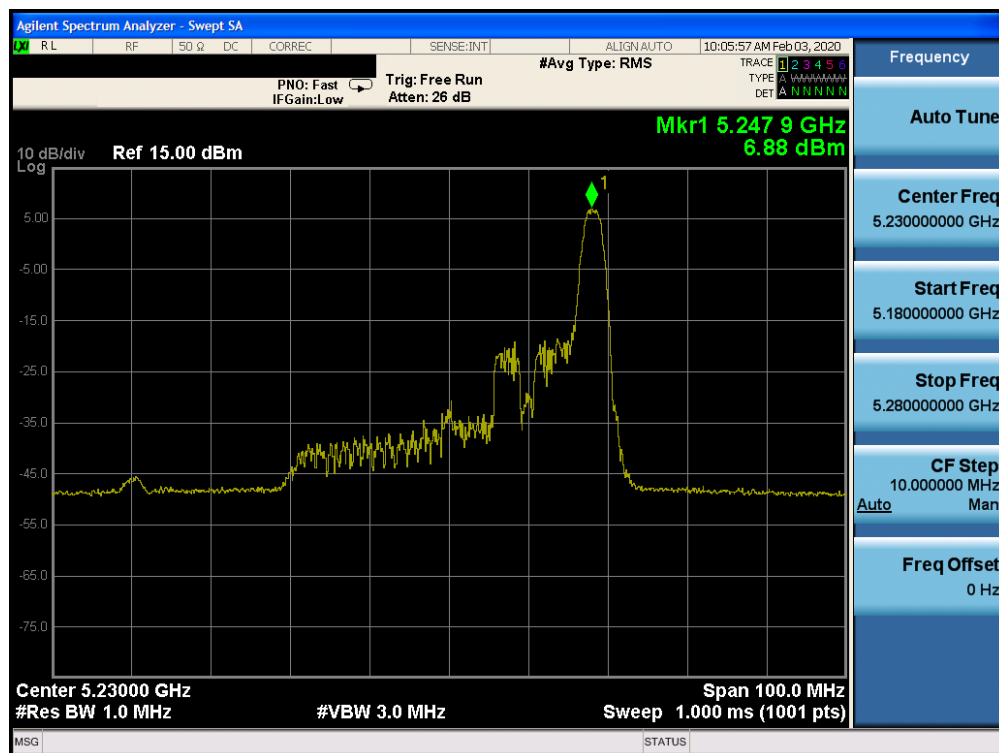 Agilent Spectrum Analyzer - Swept SA
LXI RL RF 50 Ω DC CORREC SENSE:INT ALIGN AUTO 10:05:57 AM Feb 03, 2020
#Avg Type: RMS TRACE 1 2 3 4 5 6
PNO: Fast Trig: Free Run TYPE A WWWWW
IFGain:Low Atten: 26 dB DET A N N N N N
Mkr1 5.247 9 GHz
6.88 dBm
10 dB/div Ref 15.00 dBm
Log
1
5.00
-5.00
-15.0
-25.0
-35.0
-45.0
-55.0
-65.0
-75.0
Center 5.23000 GHz Span 100.0 MHz
#Res BW 1.0 MHz #VBW 3.0 MHz Sweep 1.000 ms (1001 pts)
MSG STATUS
Frequency
Auto Tune
Center Freq
5.230000000 GHz
Start Freq
5.180000000 GHz
Stop Freq
5.280000000 GHz
CF Step
10.000000 MHz
Auto Man
Freq Offset
0 Hz